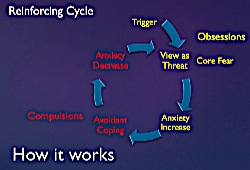 Reinforcing Cycle
Trigger
Obsessions
Anxiety
Decrease
View as
Threat
Core Fear
Compulsions
Avoidant
Coping
Anxiety
Increase
How it works